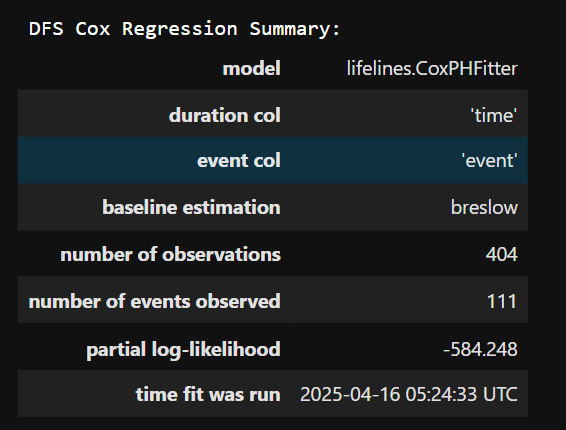 DFS Cox Regression Summary:
model lifelines.CoxPHFitter
duration col 'time'
event col 'event'
baseline estimation breslow
number of observations 404
number of events observed 111
partial log-likelihood -584.248
time fit was run 2025-04-16 05:24:33 UTC